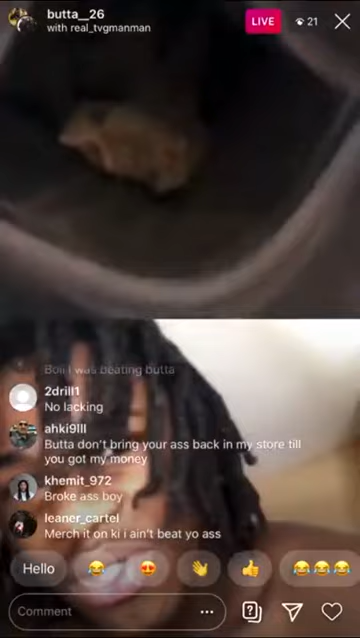 butta__26
with real_tvgmanman
LIVE
21
Boii I was beating butta
2drill1
No lacking
ahki9lll
Butta don't bring your ass back in my store till
you got my money
khemit_972
Broke ass boy
leaner_cartel
Merch it on ki i ain't beat yo ass
Hello
Comment